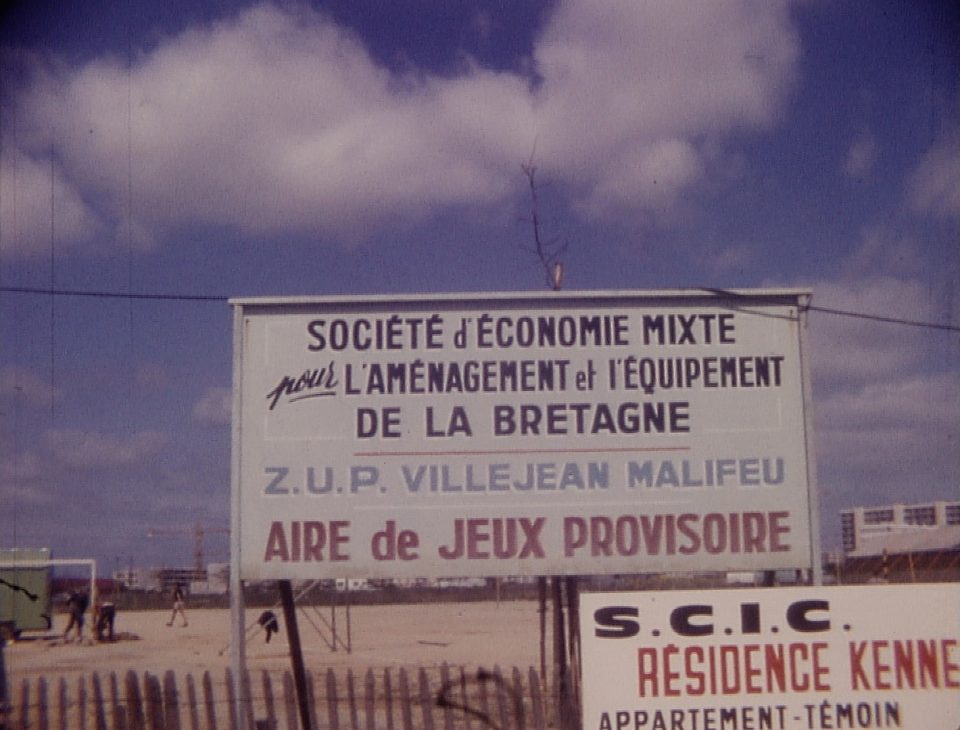 SOCIÉTÉ d'ÉCONOMIE MIXTE
pour L'AMÉNAGEMENT et l'ÉQUIPEMENT
DE LA BRETAGNE
Z.U.P. VILLEJEAN MALIFEU
AIRE de JEUX PROVISOIRE
S.C.I.C.
RÉSIDENCE KENNE
APPARTEMENT-TÉMOIN